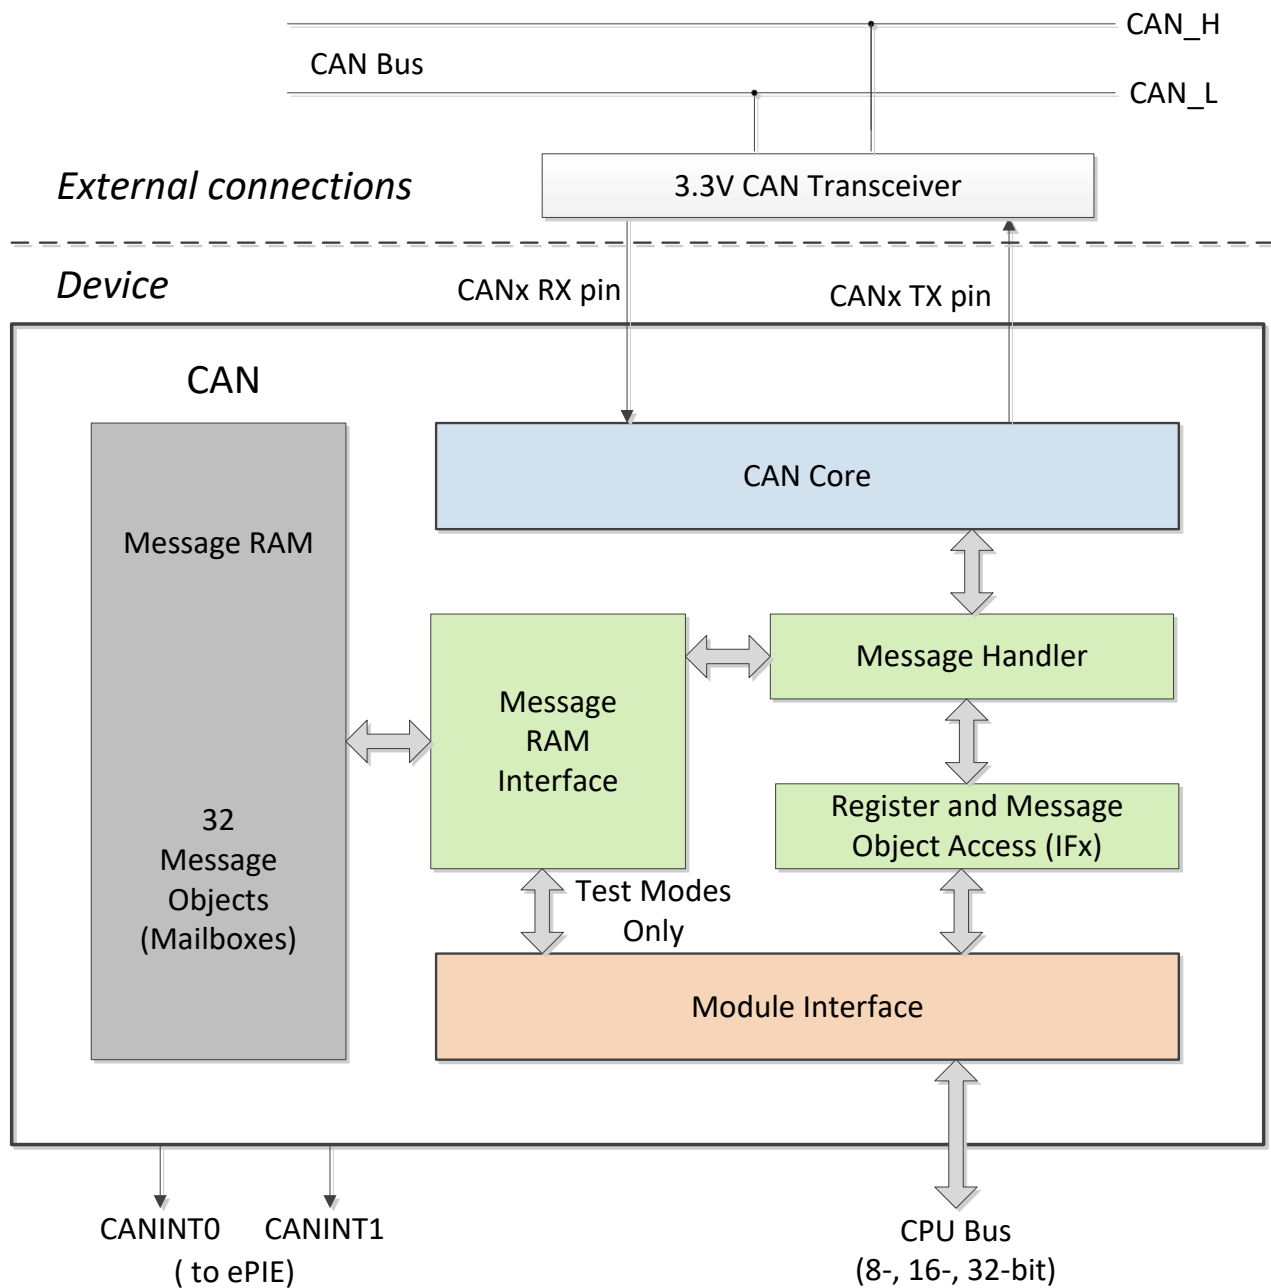 CAN_H
CAN Bus
CAN_L
External connections
3.3V CAN Transceiver
Device
CANx RX pin
CANx TX pin
CAN
CAN Core
Message RAM
Message Handler
Message
RAM
Interface
32
Message
Objects
(Mailboxes)
Register and Message
Object Access (IFx)
Test Modes
Only
Module Interface
CANINT0
CANINT1
( to ePIE)
CPU Bus
(8-, 16-, 32-bit)